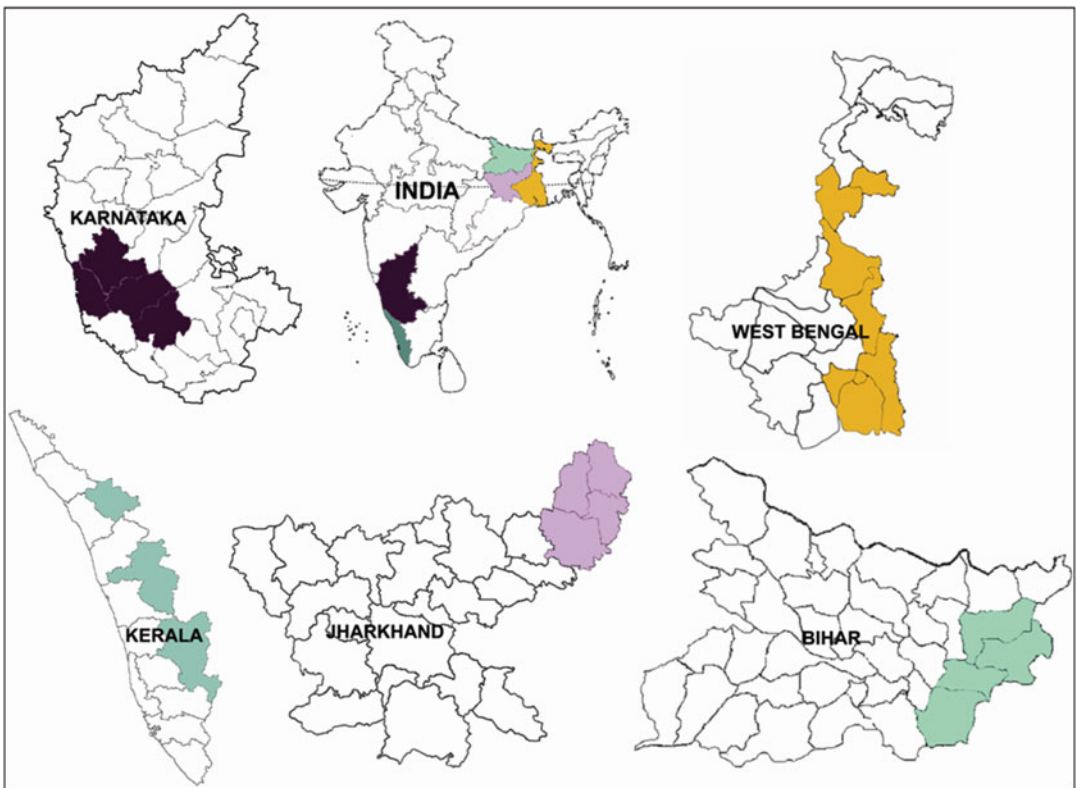 KARNATAKA
INDIA
WEST BENGAL
KERALA
JHARKHAND
BIHAR